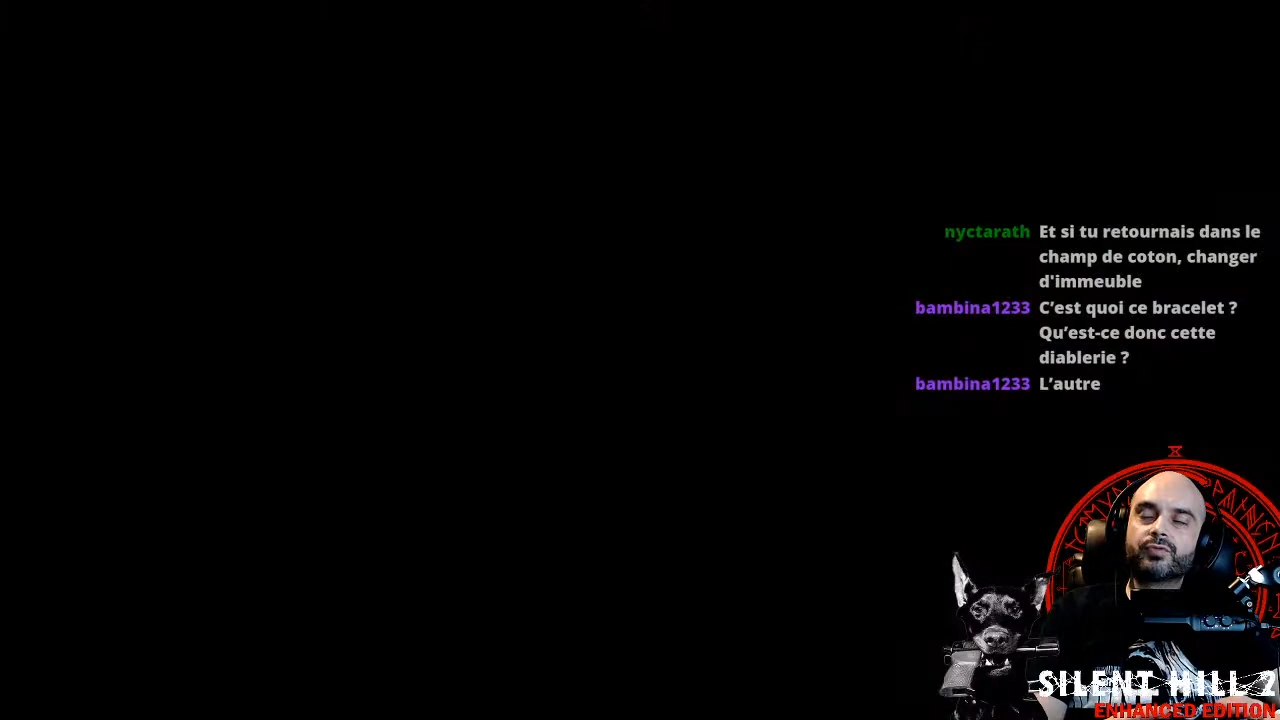 nyctarath Et si tu retournais dans le
champ de coton, changer
d'immeuble
bambina1233 C’est quoi ce bracelet ?
Qu’est-ce donc cette
diablerie ?
bambina1233 L’autre
SILENT HILL 2
ENHANCED EDITION